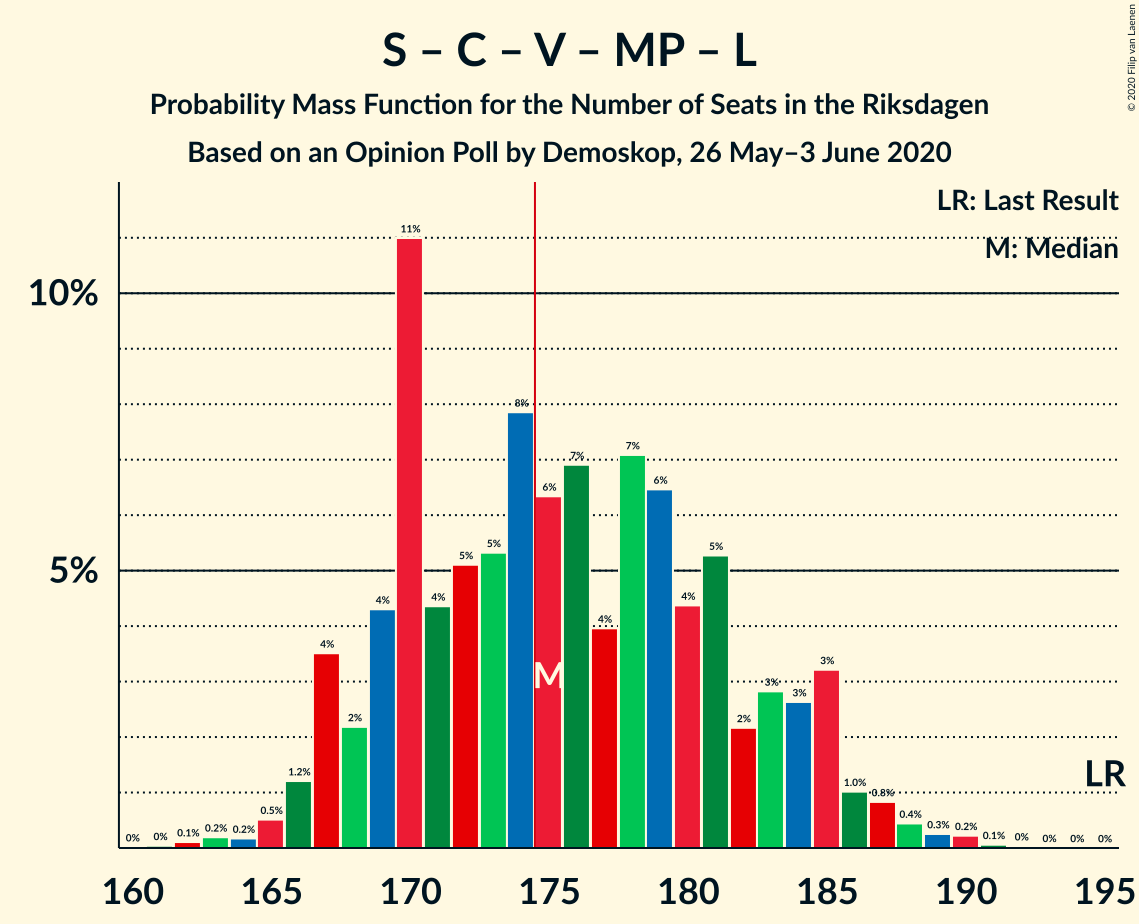 S – C – V – MP – L
Probability Mass Function for the Number of Seats in the Riksdagen
Based on an Opinion Poll by Demoskop, 26 May–3 June 2020
© 2020 Filip van Laenen
LR: Last Result
M: Median
10%
5%
0% 0% 0.1% 0.2% 0.2% 0.5% 1.2% 4% 2% 4% 11% 4% 5% 5% 8% 6% 7% 4% 7% 6% 4% 5% 2% 3% 3% 3% 1.0% 0.8% 0.4% 0.3% 0.2% 0.1% 0% 0% 0% 0%
M
LR
160 165 170 175 180 185 190 195